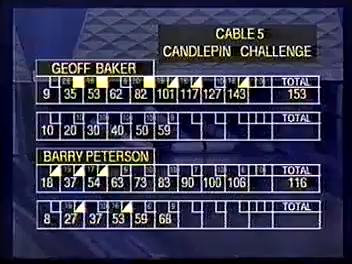 CABLE 5
CANDLEPIN CHALLENGE
GEOFF BAKER
TOTAL
9 35 53 62 82 101 117 127 143 153
TOTAL
10 20 30 40 50 59
BARRY PETERSON
TOTAL
18 37 54 63 73 83 90 100 106 116
TOTAL
8 27 37 53 59 68